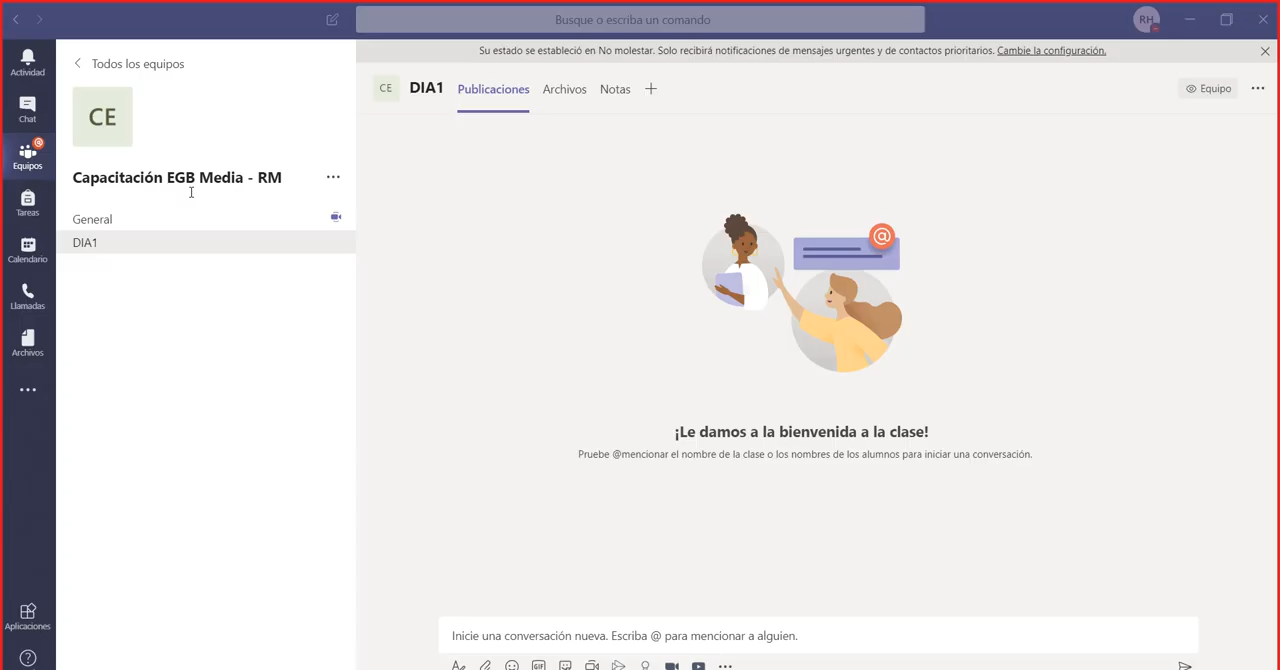 Busque o escriba un comando
RH
Su estado se estableció en No molestar. Solo recibirá notificaciones de mensajes urgentes y de contactos prioritarios. Cambie la configuración.
Actividad
Chat
Equipos
Tareas
Calendario
Llamadas
Archivos
Aplicaciones
Todos los equipos
CE
Capacitación EGB Media - RM
General
DIA1
CE
DIA1
Publicaciones
Archivos
Notas
Equipo
¡Le damos a la bienvenida a la clase!
Pruebe @mencionar el nombre de la clase o los nombres de los alumnos para iniciar una conversación.
Inicie una conversación nueva. Escriba @ para mencionar a alguien.
GIF